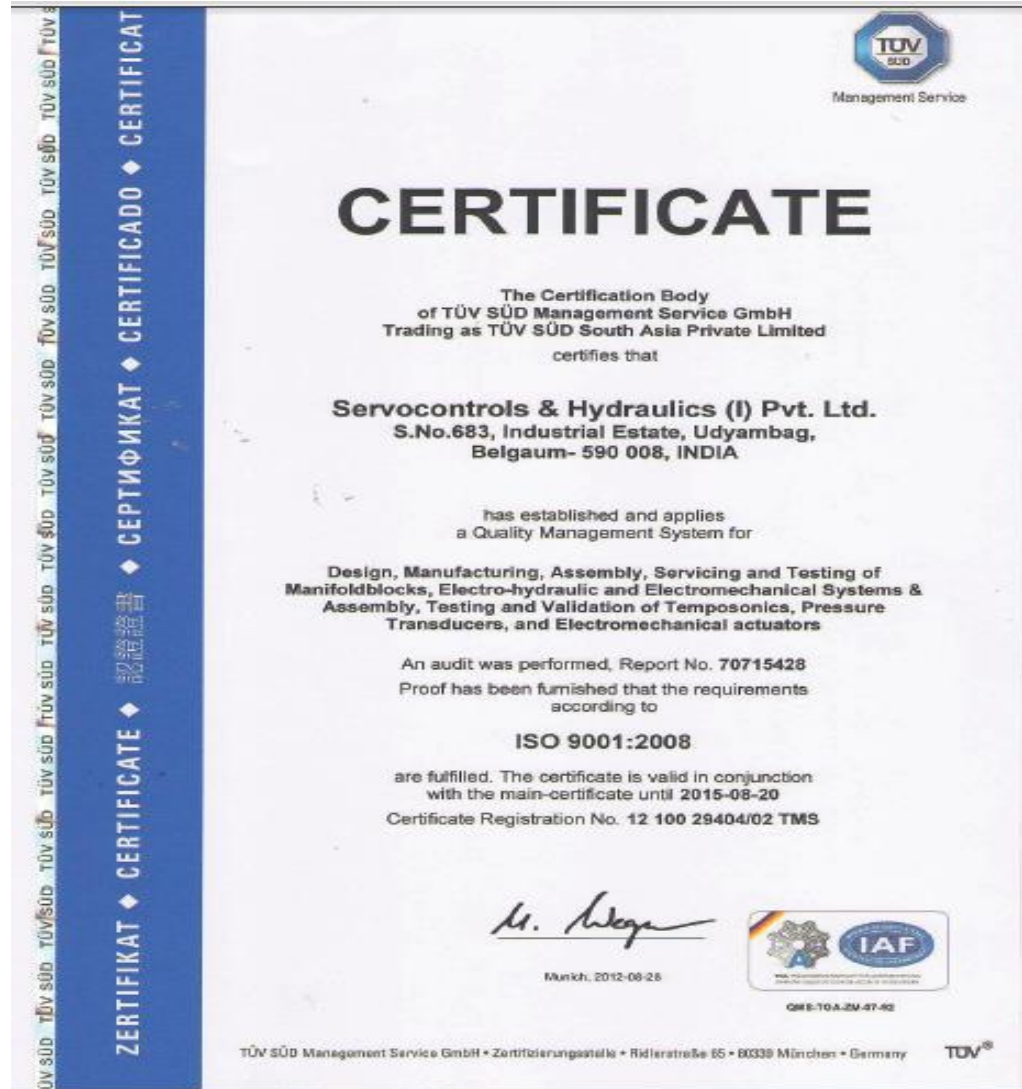 TÜV
SÜD
Management Service
CERTIFICATE
The Certification Body
of TÜV SÜD Management Service GmbH
Trading as TÜV SÜD South Asia Private Limited
certifies that
Servocontrols & Hydraulics (I) Pvt. Ltd.
S.No.683, Industrial Estate, Udyambag,
Belgaum- 590 008, INDIA
has established and applies
a Quality Management System for
Design, Manufacturing, Assembly, Servicing and Testing of
Manifoldblocks, Electro-hydraulic and Electromechanical Systems &
Assembly, Testing and Validation of Temposonics, Pressure
Transducers, and Electromechanical actuators
An audit was performed, Report No. 70715428
Proof has been furnished that the requirements
according to
ISO 9001:2008
are fulfilled. The certificate is valid in conjunction
with the main-certificate until 2015-08-20
Certificate Registration No. 12 100 29404/02 TMS
Munich, 2012-08-28
IAF
QMS-TGA-ZM-07-92
TÜV SÜD Management Service GmbH • Zertifizierungsstelle • Ridlerstraße 65 • 80339 München • Germany
TÜV®
ZERTIFIKAT ◆ CERTIFICATE ◆ 認證證書 ◆ СЕРТИФИКАТ ◆ CERTIFICADO ◆ CERTIFICAT
TÜV SÜD TÜV SÜD TÜV SÜD TÜV SÜD TÜV SÜD TÜV SÜD TÜV SÜD TÜV SÜD TÜV SÜD TÜV SÜD TÜV SÜD